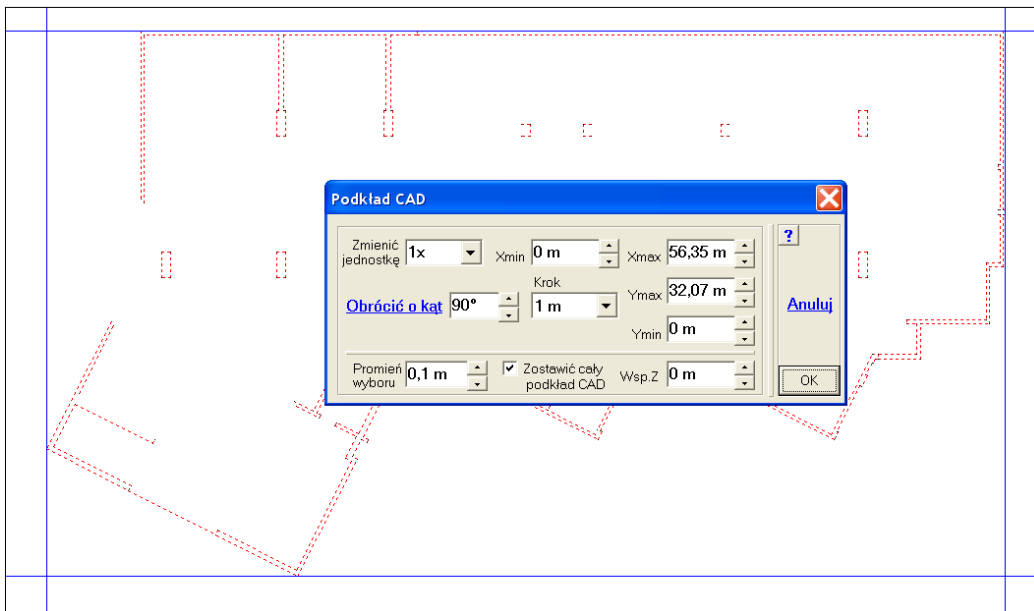 Podkład CAD
Zmienić
jednostkę 1x Xmin 0 m Xmax 56,35 m ?
Krok
Obrócić o kąt 90° 1 m Ymax 32,07 m Anuluj
Ymin 0 m
Promień
wyboru 0,1 m Zostawić cały
podkład CAD Wsp.Z 0 m OK